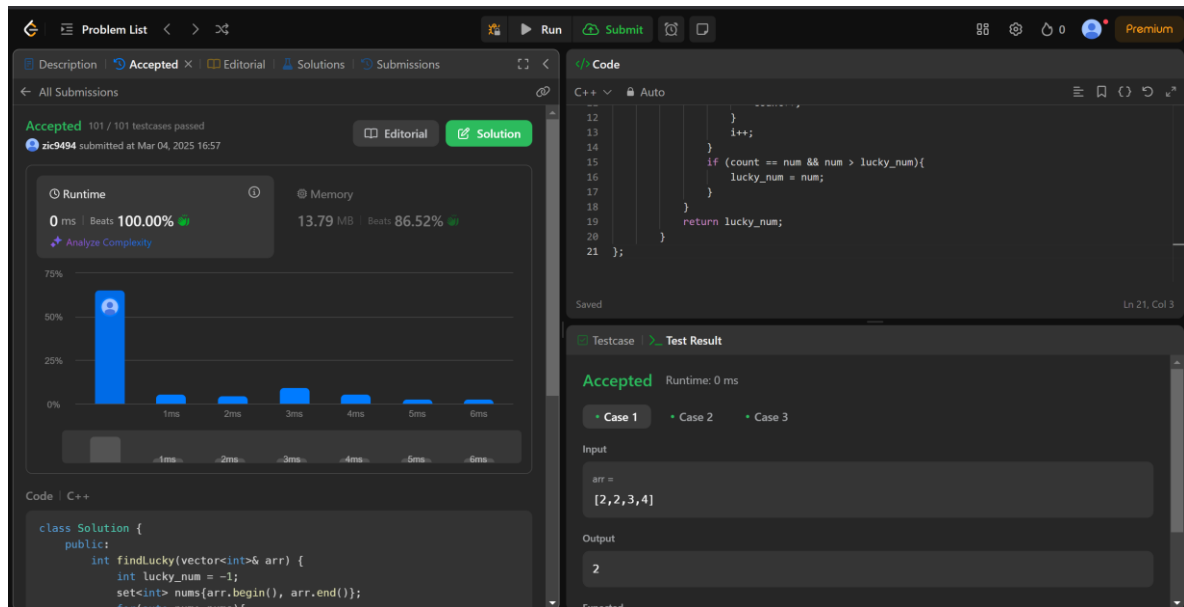 Problem List
Run
Submit
0
Premium
Description
Accepted
Editorial
Solutions
Submissions
All Submissions
Accepted 101 / 101 testcases passed
zic9494 submitted at Mar 04, 2025 16:57
Editorial
Solution
Runtime
0 ms Beats 100.00%
Analyze Complexity
Memory
13.79 MB Beats 86.52%
75%
50%
25%
0%
1ms 2ms 3ms 4ms 5ms 6ms
1ms 2ms 3ms 4ms 5ms 6ms
Code C++
class Solution {
public:
int findLucky(vector<int>& arr) {
int lucky_num = -1;
set<int> nums{arr.begin(), arr.end()};
</> Code
C++ Auto
12 }
13 i++;
14 }
15 if (count == num && num > lucky_num){
16 lucky_num = num;
17 }
18 }
19 return lucky_num;
20 }
21 };
Saved
Ln 21, Col 3
Testcase
>_ Test Result
Accepted Runtime: 0 ms
Case 1 Case 2 Case 3
Input
arr =
[2,2,3,4]
Output
2